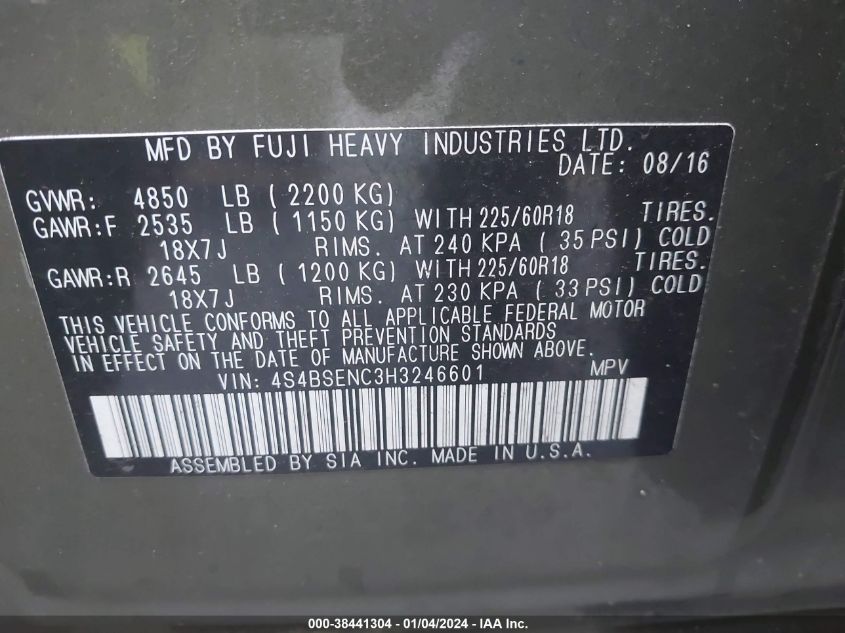 MFD BY FUJI HEAVY INDUSTRIES LTD.
DATE: 08/16
GVWR: 4850 LB ( 2200 KG)
GAWR:F 2535 LB ( 1150 KG) WITH 225/60R18 TIRES.
18X7J RIMS. AT 240 KPA ( 35 PSI) COLD
GAWR:R 2645 LB ( 1200 KG) WITH 225/60R18 TIRES.
18X7J RIMS. AT 230 KPA ( 33 PSI) COLD
THIS VEHICLE CONFORMS TO ALL APPLICABLE FEDERAL MOTOR
VEHICLE SAFETY AND THEFT PREVENTION STANDARDS
IN EFFECT ON THE DATE OF MANUFACTURE SHOWN ABOVE.
VIN: 4S4BSENC3H3246601 MPV
ASSEMBLED BY SIA INC. MADE IN U.S.A.
000-38441304 - 01/04/2024 - IAA Inc.